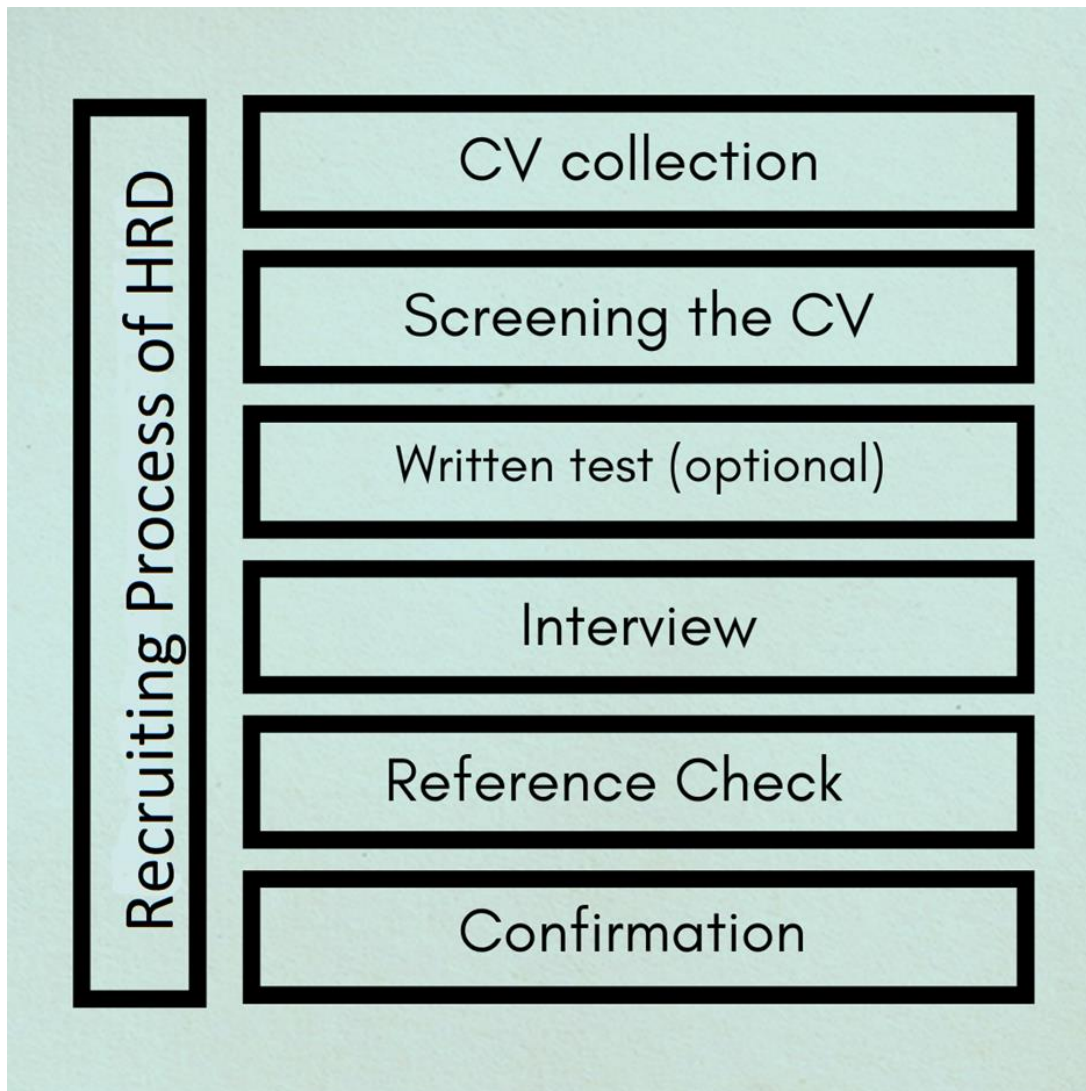 Recruiting Process of HRD
CV collection
Screening the CV
Written test (optional)
Interview
Reference Check
Confirmation